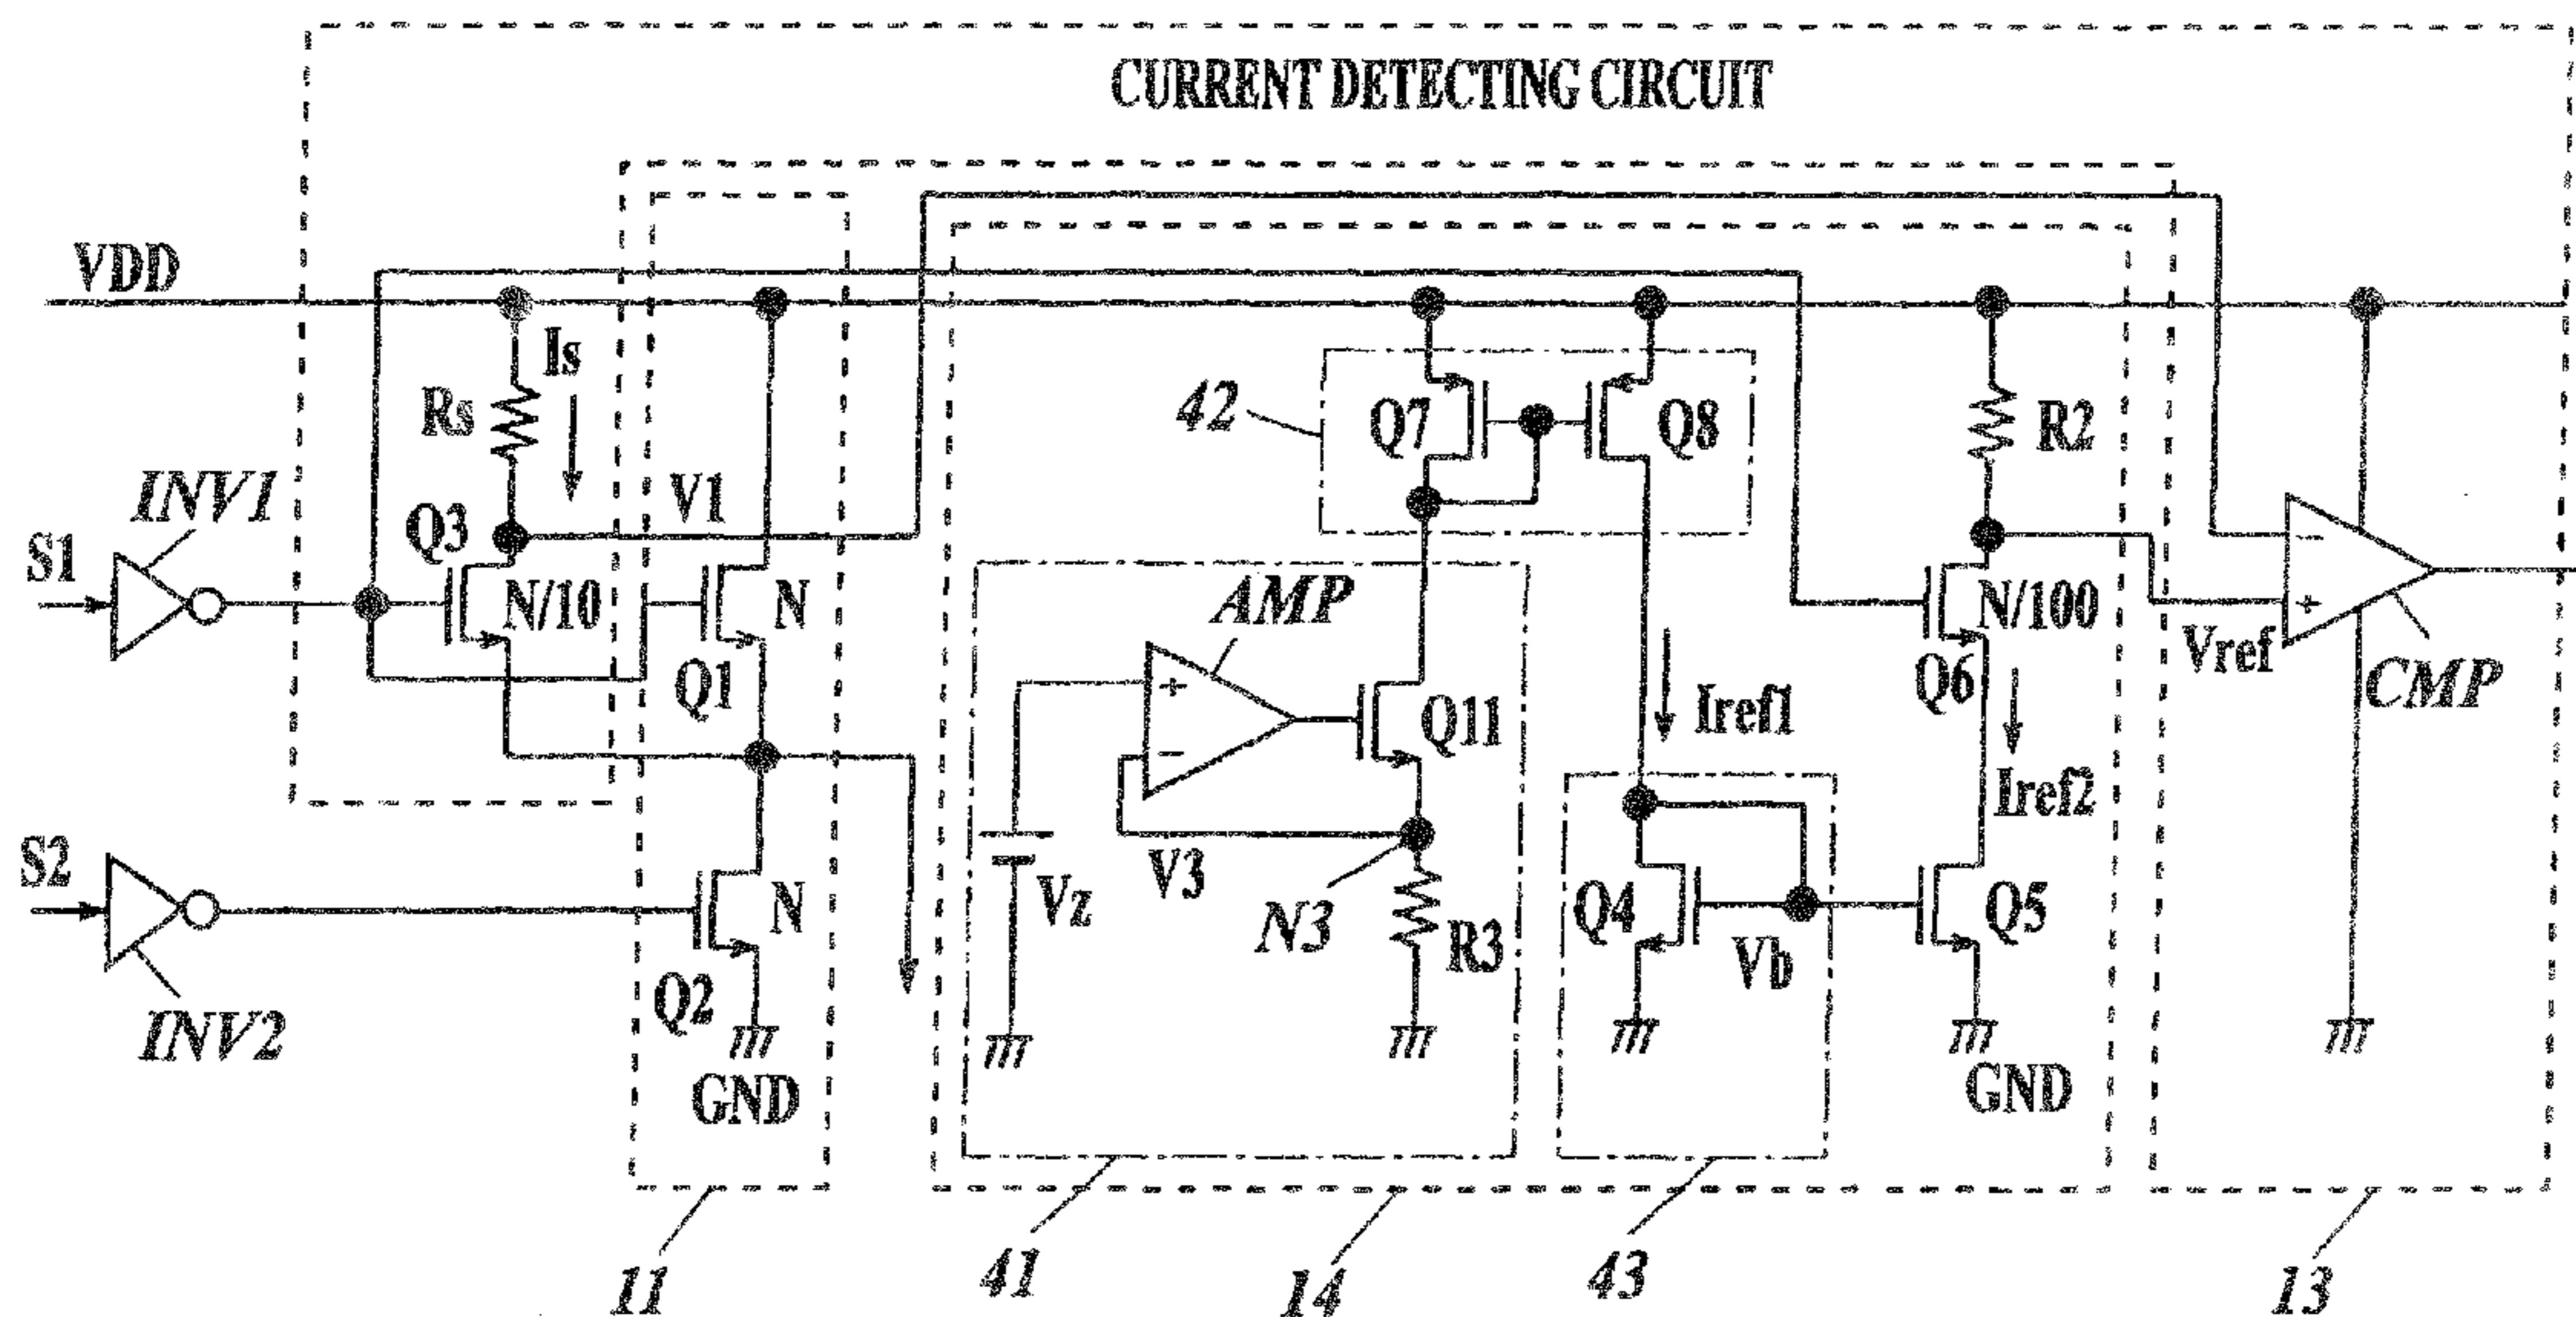 CURRENT DETECTING CIRCUIT
VDD
Is
Rs
42
Q7
Q8
R2
INV1
V1
Q3
S1
N/10
N
AMP
N/100
−
+
Vref
CMP
Q1
Q6
+
−
Q11
Iref1
Iref2
S2
Vz
V3
N3
R3
N
Q4
Vb
Q5
INV2
Q2
GND
GND
11
41
14
43
13